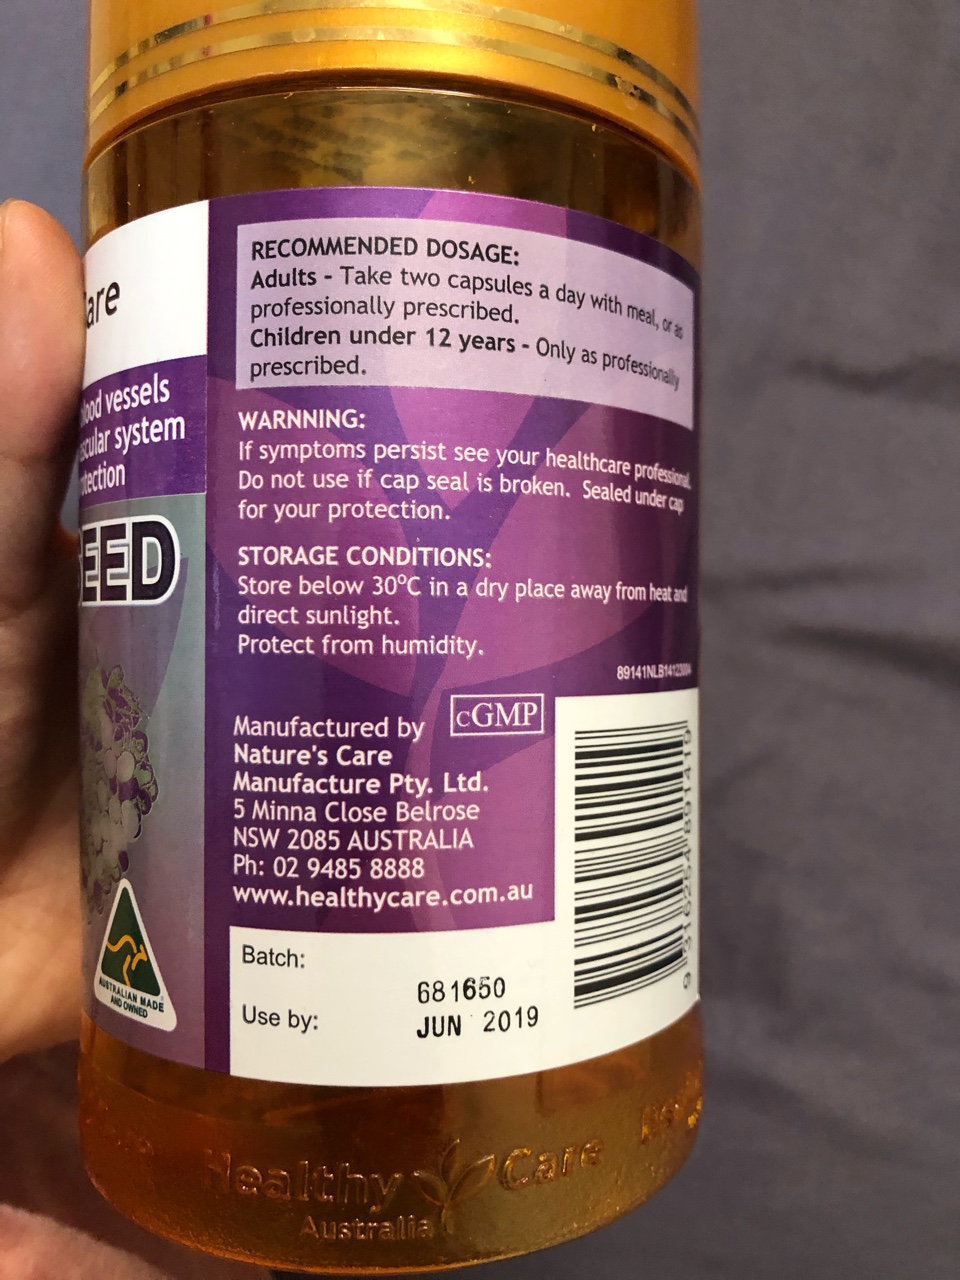 are
blood vessels
scular system
otection
SEED
AUSTRALIAN MADE
AND OWNED
RECOMMENDED DOSAGE:
Adults - Take two capsules a day with meal, or as
professionally prescribed.
Children under 12 years - Only as professionally
prescribed.
WARNNING:
If symptoms persist see your healthcare professional.
Do not use if cap seal is broken. Sealed under cap
for your protection.
STORAGE CONDITIONS:
Store below 30°C in a dry place away from heat and
direct sunlight.
Protect from humidity.
Manufactured by
cGMP
Nature's Care
Manufacture Pty. Ltd.
5 Minna Close Belrose
NSW 2085 AUSTRALIA
Ph: 02 9485 8888
www.healthycare.com.au
9 316254 891419
Batch:
681650
Use by:
JUN 2019
Healthy Care
Australia